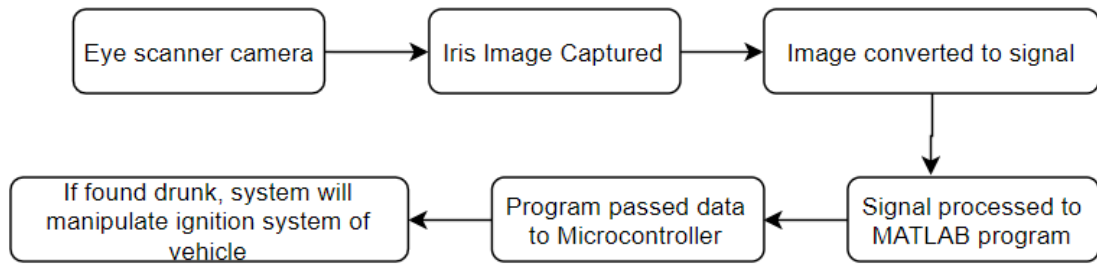 Eye scanner camera
Iris Image Captured
Image converted to signal
Signal processed to
MATLAB program
Program passed data
to Microcontroller
If found drunk, system will
manipulate ignition system of
vehicle